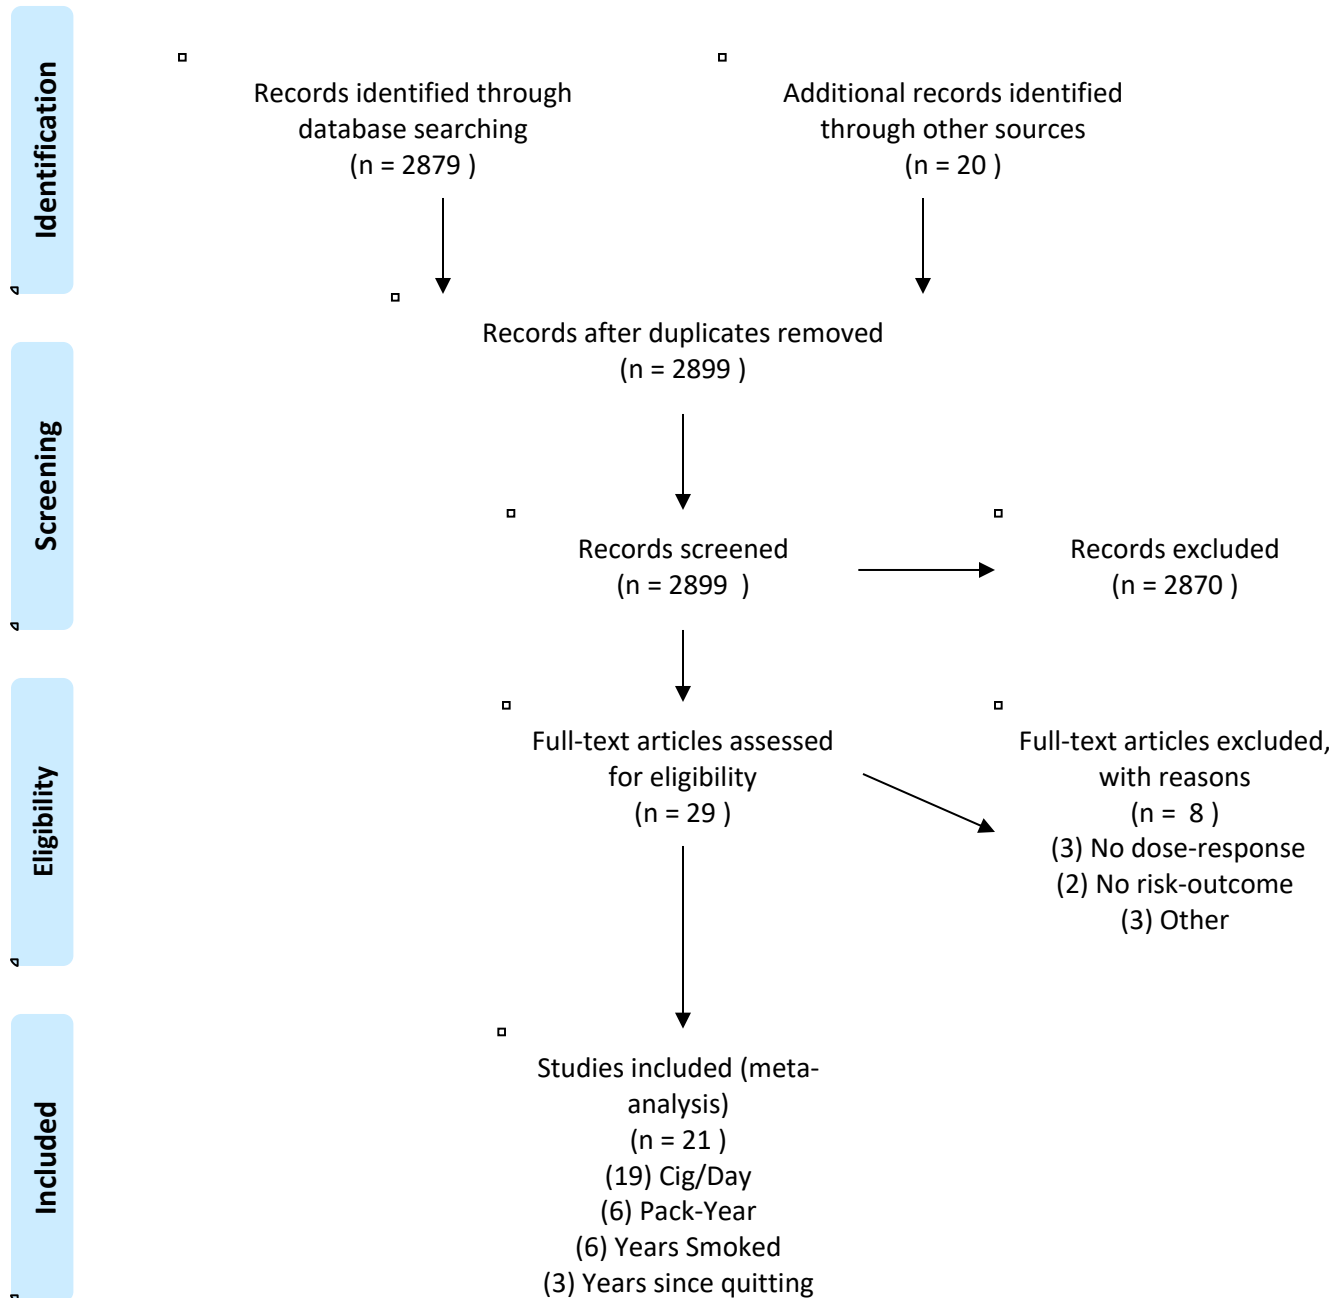 Identification
Records identified through
database searching
(n = 2879 )
Additional records identified
through other sources
(n = 20 )
Records after duplicates removed
(n = 2899 )
Screening
Records screened
(n = 2899  )
Records excluded
(n = 2870 )
Eligibility
Full-text articles assessed
for eligibility
(n = 29 )
Full-text articles excluded,
with reasons
(n =  8 )
(3) No dose-response
(2) No risk-outcome
(3) Other
Included
Studies included (meta-
analysis)
(n = 21 )
(19) Cig/Day
(6) Pack-Year
(6) Years Smoked
(3) Years since quitting